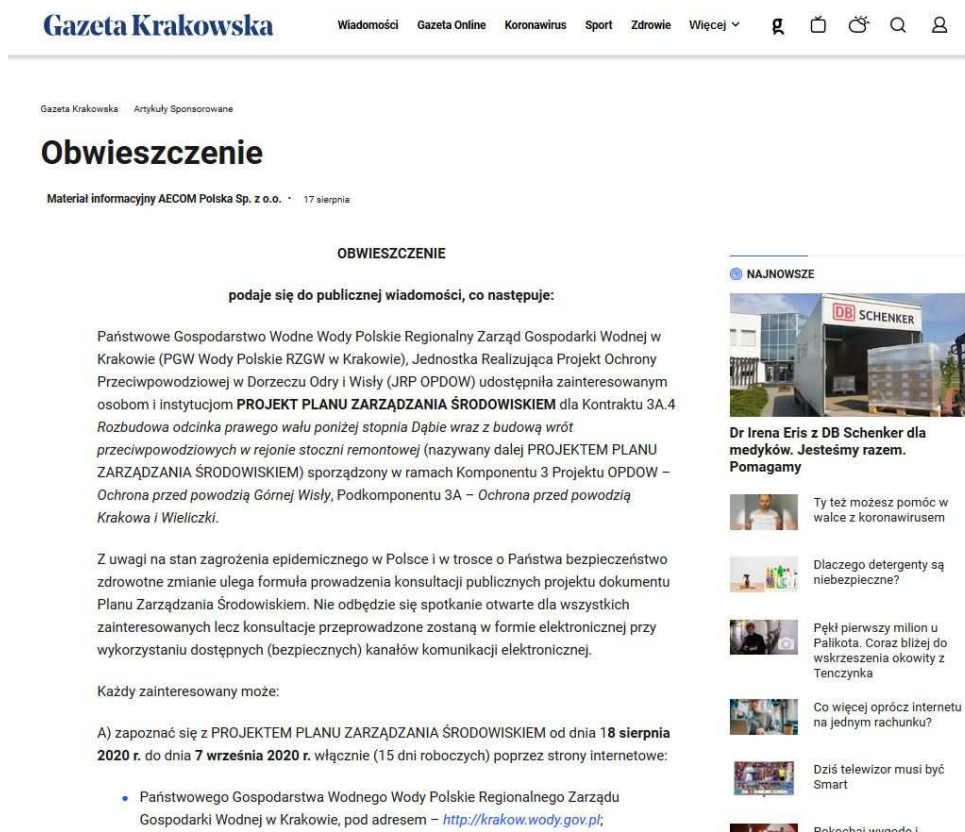 Gazeta Krakowska
Wiadomości Gazeta Online Koronawirus Sport Zdrowie Więcej
g
Gazeta Krakowska Artykuły Sponsorowane
Obwieszczenie
Materiał informacyjny AECOM Polska Sp. z o.o. · 17 sierpnia
OBWIESZCZENIE
podaje się do publicznej wiadomości, co następuje:
Państwowe Gospodarstwo Wodne Wody Polskie Regionalny Zarząd Gospodarki Wodnej w
Krakowie (PGW Wody Polskie RZGW w Krakowie), Jednostka Realizująca Projekt Ochrony
Przeciwpowodziowej w Dorzeczu Odry i Wisły (JRP OPDOW) udostępniła zainteresowanym
osobom i instytucjom PROJEKT PLANU ZARZĄDZANIA ŚRODOWISKIEM dla Kontraktu 3A.4
Rozbudowa odcinka prawego wału poniżej stopnia Dąbie wraz z budową wrót
przeciwpowodziowych w rejonie stoczni remontowej (nazywany dalej PROJEKTEM PLANU
ZARZĄDZANIA ŚRODOWISKIEM) sporządzony w ramach Komponentu 3 Projektu OPDOW –
Ochrona przed powodzią Górnej Wisły, Podkomponentu 3A – Ochrona przed powodzią
Krakowa i Wieliczki.
Z uwagi na stan zagrożenia epidemicznego w Polsce i w trosce o Państwa bezpieczeństwo
zdrowotne zmianie ulega formuła prowadzenia konsultacji publicznych projektu dokumentu
Planu Zarządzania Środowiskiem. Nie odbędzie się spotkanie otwarte dla wszystkich
zainteresowanych lecz konsultacje przeprowadzone zostaną w formie elektronicznej przy
wykorzystaniu dostępnych (bezpiecznych) kanałów komunikacji elektronicznej.
Każdy zainteresowany może:
A) zapoznać się z PROJEKTEM PLANU ZARZĄDZANIA ŚRODOWISKIEM od dnia 18 sierpnia
2020 r. do dnia 7 września 2020 r. włącznie (15 dni roboczych) poprzez strony internetowe:
• Państwowego Gospodarstwa Wodnego Wody Polskie Regionalnego Zarządu
Gospodarki Wodnej w Krakowie, pod adresem – http://krakow.wody.gov.pl;
NAJNOWSZE
DB SCHENKER
Dr Irena Eris z DB Schenker dla
medyków. Jesteśmy razem.
Pomagamy
Ty też możesz pomóc w
walce z koronawirusem
Dlaczego detergenty są
niebezpieczne?
Pękł pierwszy milion u
Palikota. Coraz bliżej do
wskrzeszenia okowity z
Tenczynka
Co więcej oprócz internetu
na jednym rachunku?
Dziś telewizor musi być
Smart
Pokochaj wygodę i